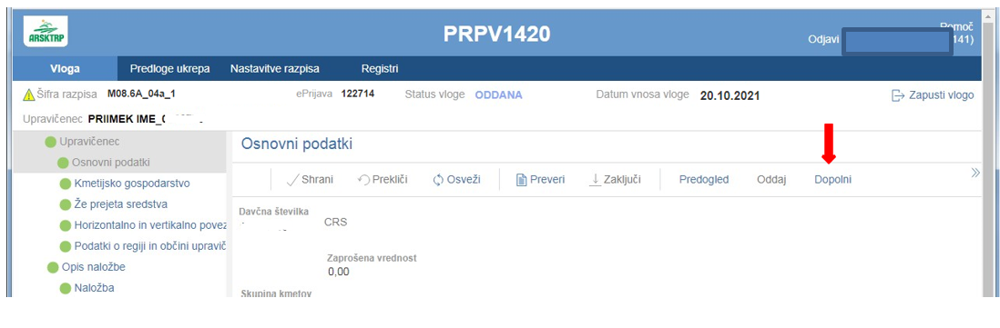 ARSKTRP
PRPV1420
Pomoč
Odjavi 141)
Vloga Predloge ukrepa Nastavitve razpisa Registri
Šifra razpisa M08.6A_04a_1 ePrijava 122714 Status vloge ODDANA Datum vnosa vloge 20.10.2021 Zapusti vlogo
Upravičenec PRIIMEK IME_
Upravičenec
Osnovni podatki
Osnovni podatki
Kmetijsko gospodarstvo
Že prejeta sredstva
Horizontalno in vertikalno povez
Podatki o regiji in občini upravič
Opis naložbe
Naložba
Shrani Prekliči Osveži Preveri Zaključi Predogled Oddaj Dopolni
Davčna številka
CRS
Zaprošena vrednost
0,00
Skupina kmetov